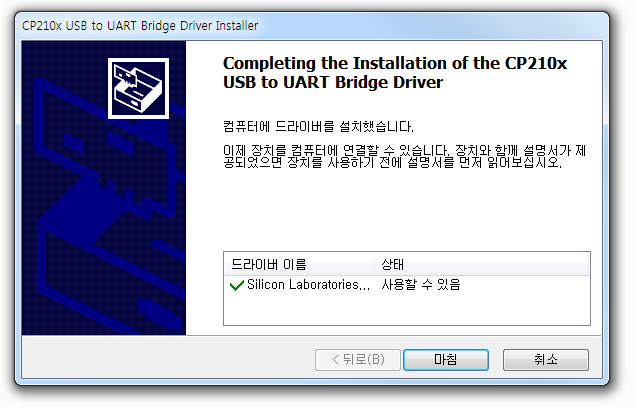 CP210x USB to UART Bridge Driver Installer
Completing the Installation of the CP210x
USB to UART Bridge Driver
컴퓨터에 드라이버를 설치했습니다.
이제 장치를 컴퓨터에 연결할 수 있습니다. 장치와 함께 설명서가 제
공되었으면 장치를 사용하기 전에 설명서를 먼저 읽어보십시오.
드라이버 이름 상태
Silicon Laboratories... 사용할 수 있음
< 뒤로(B) 마침 취소